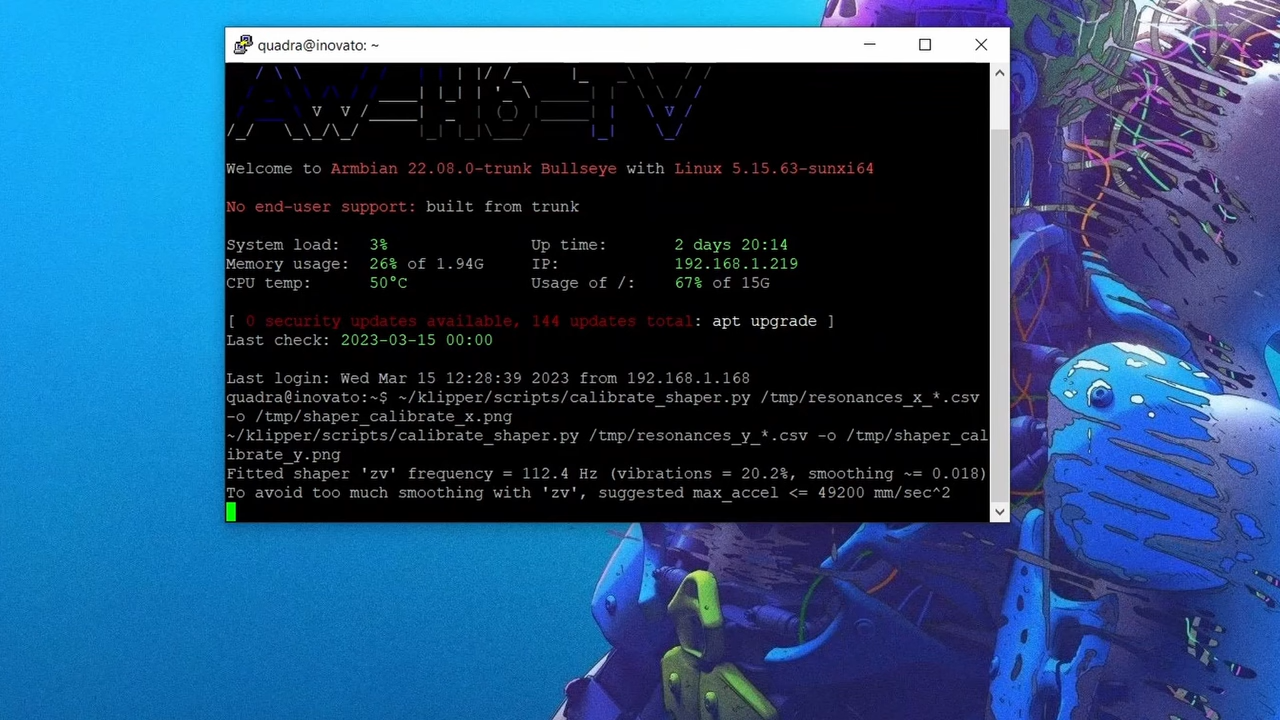 quadra@inovato: ~
AW-H6-TV
Welcome to Armbian 22.08.0-trunk Bullseye with Linux 5.15.63-sunxi64
No end-user support: built from trunk
System load: 3% Up time: 2 days 20:14
Memory usage: 26% of 1.94G IP: 192.168.1.219
CPU temp: 50°C Usage of /: 67% of 15G
[ 0 security updates available, 144 updates total: apt upgrade ]
Last check: 2023-03-15 00:00
Last login: Wed Mar 15 12:28:39 2023 from 192.168.1.168
quadra@inovato:~$ ~/klipper/scripts/calibrate_shaper.py /tmp/resonances_x_*.csv
-o /tmp/shaper_calibrate_x.png
~/klipper/scripts/calibrate_shaper.py /tmp/resonances_y_*.csv -o /tmp/shaper_cal
ibrate_y.png
Fitted shaper 'zv' frequency = 112.4 Hz (vibrations = 20.2%, smoothing ~= 0.018)
To avoid too much smoothing with 'zv', suggested max_accel <= 49200 mm/sec^2